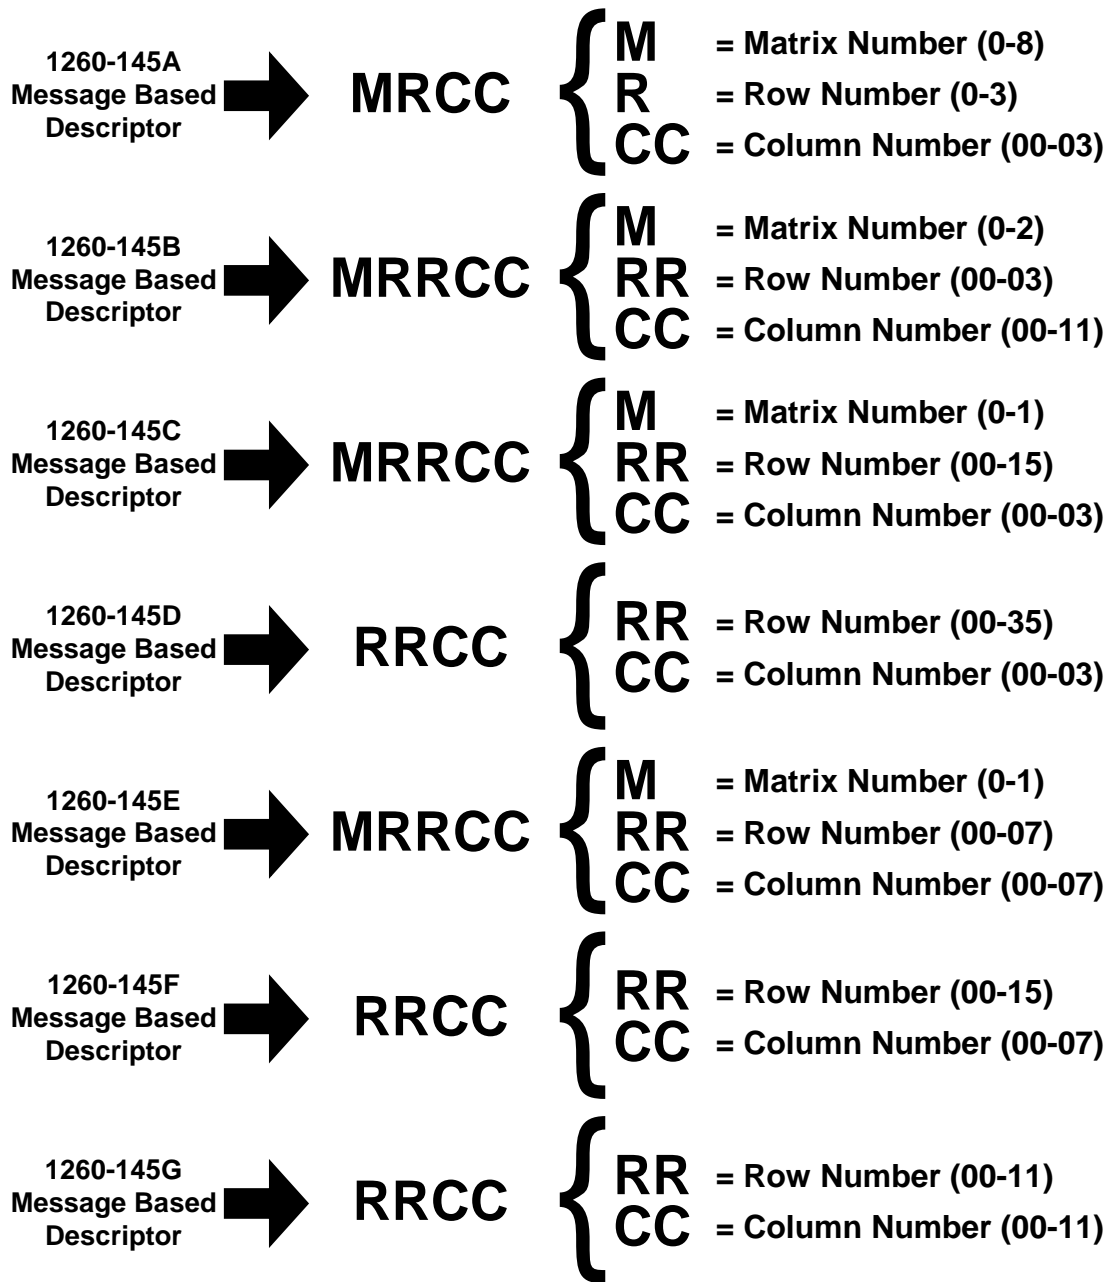 1260-145A
Message Based
Descriptor
MRCC
M = Matrix Number (0-8)
R = Row Number (0-3)
CC = Column Number (00-03)
1260-145B
Message Based
Descriptor
MRRCC
M = Matrix Number (0-2)
RR = Row Number (00-03)
CC = Column Number (00-11)
1260-145C
Message Based
Descriptor
MRRCC
M = Matrix Number (0-1)
RR = Row Number (00-15)
CC = Column Number (00-03)
1260-145D
Message Based
Descriptor
RRCC
RR = Row Number (00-35)
CC = Column Number (00-03)
1260-145E
Message Based
Descriptor
MRRCC
M = Matrix Number (0-1)
RR = Row Number (00-07)
CC = Column Number (00-07)
1260-145F
Message Based
Descriptor
RRCC
RR = Row Number (00-15)
CC = Column Number (00-07)
1260-145G
Message Based
Descriptor
RRCC
RR = Row Number (00-11)
CC = Column Number (00-11)